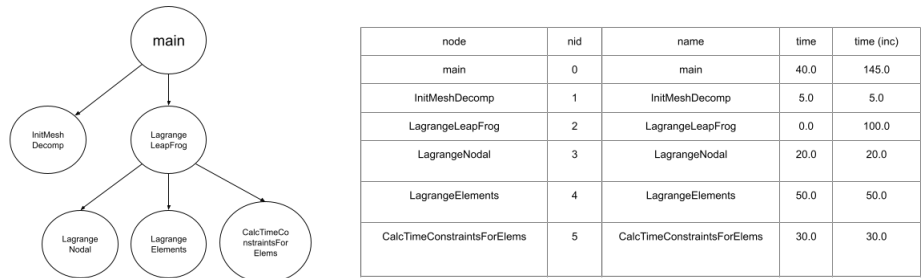 main
InitMesh
Decomp
Lagrange
LeapFrog
Lagrange
Nodal
Lagrange
Elements
CalcTimeCo
nstraintsFor
Elems
node nid name time time (inc)
main 0 main 40.0 145.0
InitMeshDecomp 1 InitMeshDecomp 5.0 5.0
LagrangeLeapFrog 2 LagrangeLeapFrog 0.0 100.0
LagrangeNodal 3 LagrangeNodal 20.0 20.0
LagrangeElements 4 LagrangeElements 50.0 50.0
CalcTimeConstraintsForElems 5 CalcTimeConstraintsForElems 30.0 30.0